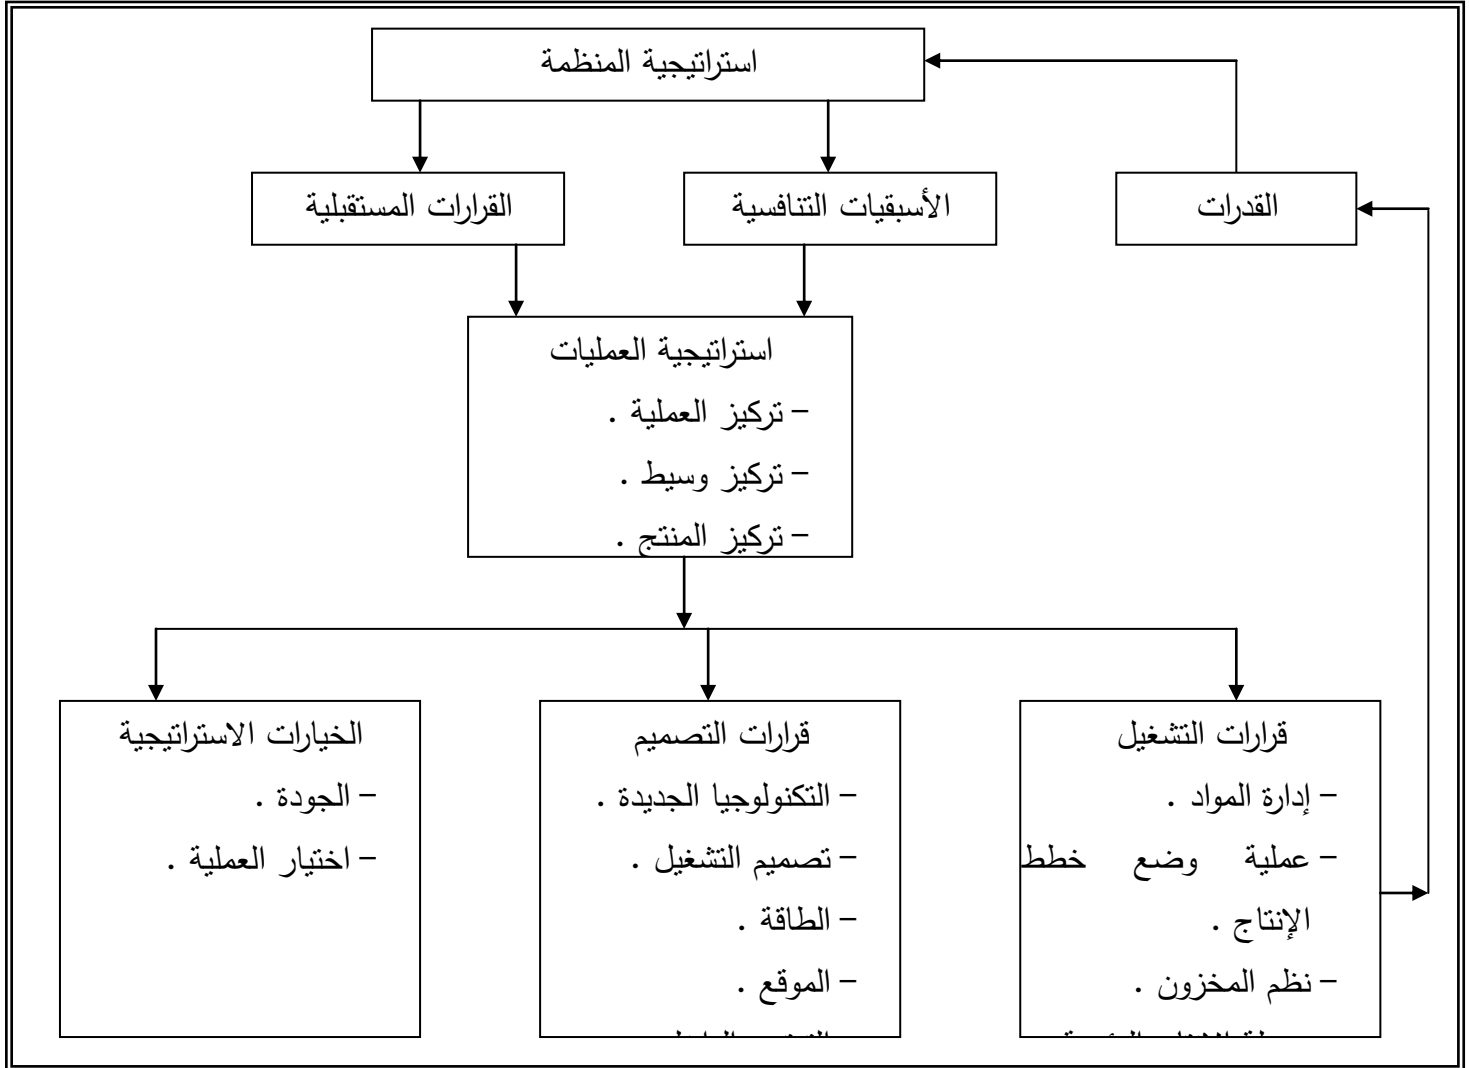 استراتيجية المنظمة
القدرات
الأسبقيات التنافسية
القرارات المستقبلية
استراتيجية العمليات
- تركيز العملية .
- تركيز وسيط .
- تركيز المنتج .
قرارات التشغيل
- إدارة المواد .
- عملية وضع خطط
الإنتاج .
- نظم المخزون .
قرارات التصميم
- التكنولوجيا الجديدة .
- تصميم التشغيل .
- الطاقة .
- الموقع .
الخيارات الاستراتيجية
- الجودة .
- اختيار العملية .